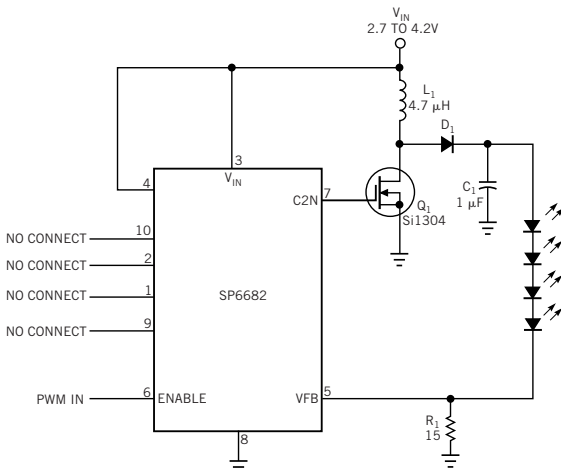 V_IN
2.7 TO 4.2V
L₁
4.7 µH
D₁
3
V_IN
4
C2N
7
Q₁
Si1304
C₁
1 µF
NO CONNECT
10
NO CONNECT
2
NO CONNECT
1
SP6682
NO CONNECT
9
PWM IN
6
ENABLE
VFB
5
8
R₁
15